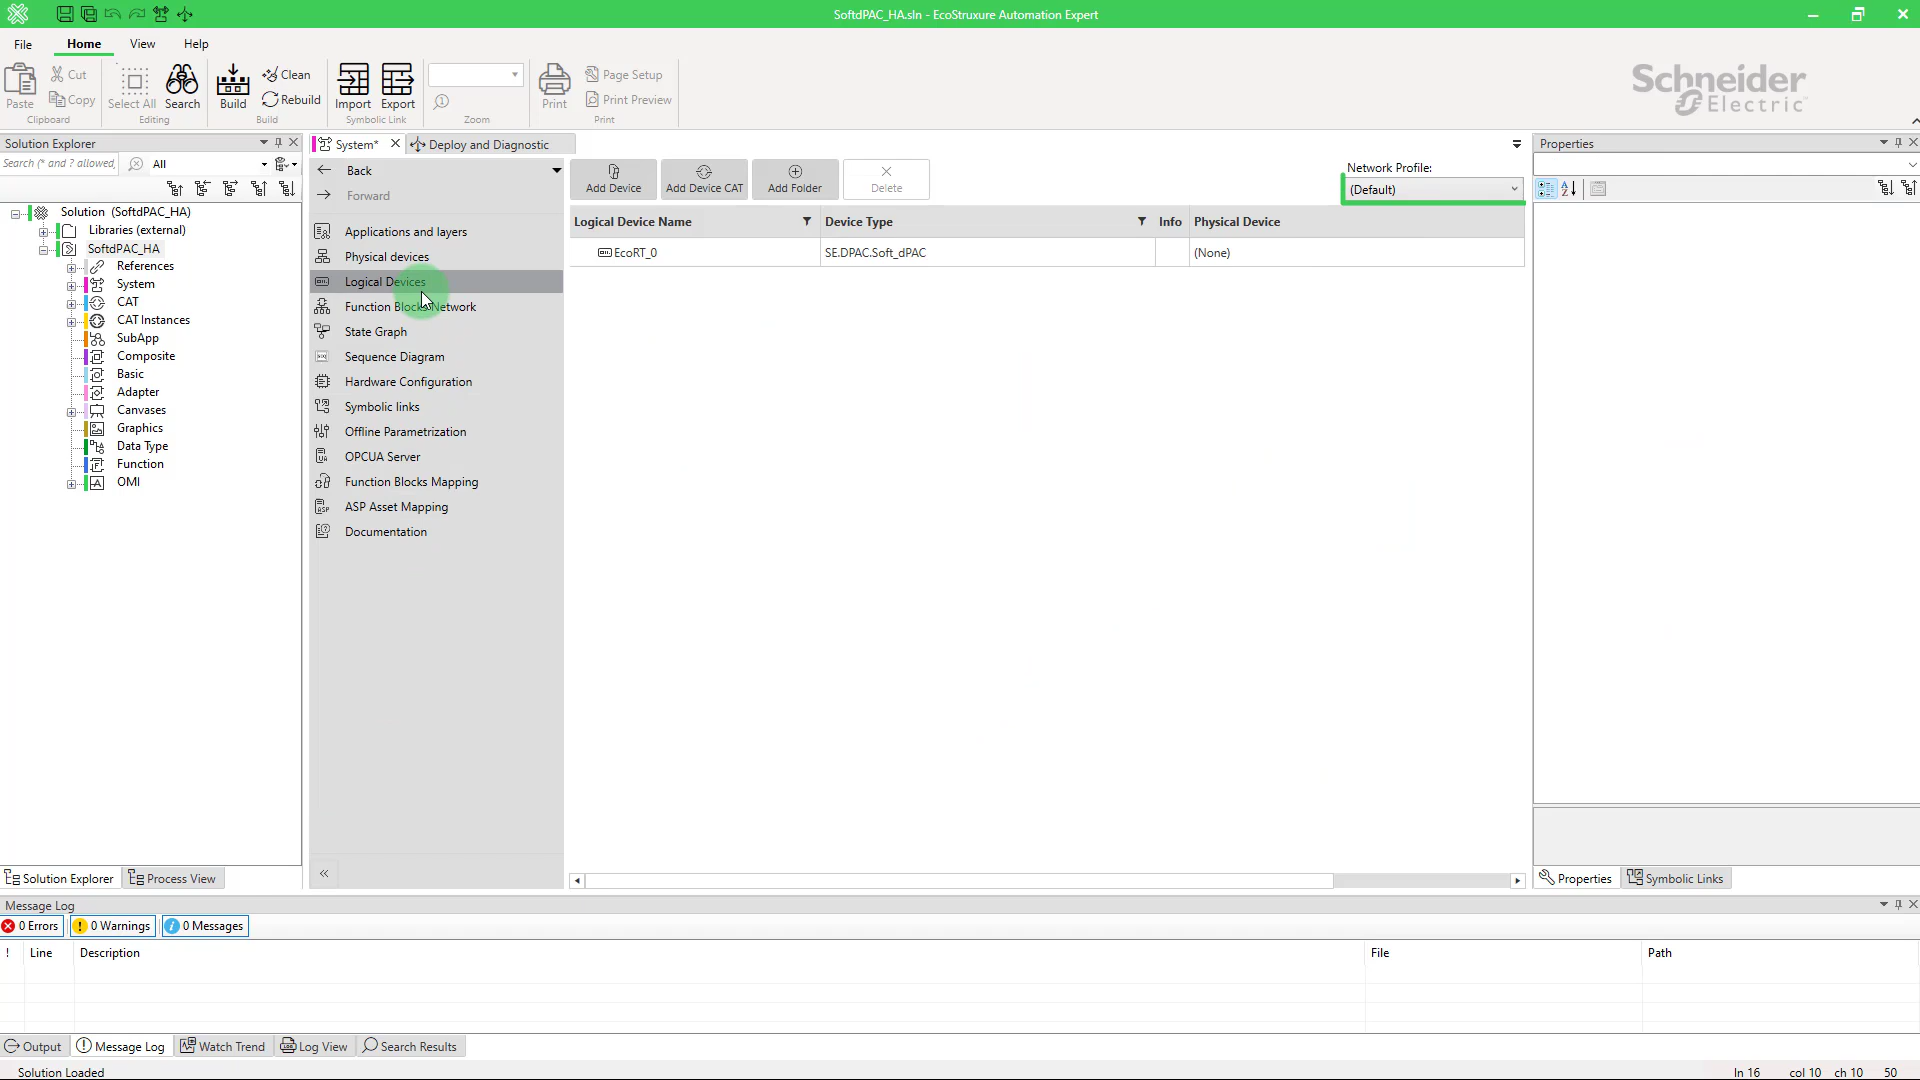 SoftdPAC_HA.sln - EcoStruxure Automation Expert
File Home View Help
Paste
Cut
Copy
Clipboard
Select All
Search
Editing
Build
Clean
Rebuild
Build
Import
Export
Symbolic Link
Zoom
Print
Page Setup
Print Preview
Print
Schneider
Electric
Solution Explorer
Search (* and ? allowed,
All
Solution (SoftdPAC_HA)
Libraries (external)
SoftdPAC_HA
References
System
CAT
CAT Instances
SubApp
Composite
Basic
Adapter
Canvases
Graphics
Data Type
Function
OMI
Solution Explorer
Process View
System*
Deploy and Diagnostic
Back
Forward
Applications and layers
Physical devices
Logical Devices
Function Blocks Network
State Graph
Sequence Diagram
Hardware Configuration
Symbolic links
Offline Parametrization
OPCUA Server
Function Blocks Mapping
ASP Asset Mapping
Documentation
Add Device
Add Device CAT
Add Folder
Delete
Network Profile:
(Default)
Logical Device Name Device Type Info Physical Device
EcoRT_0 SE.DPAC.Soft_dPAC (None)
Properties
Properties
Symbolic Links
Message Log
0 Errors
0 Warnings
0 Messages
! Line Description File Path
Output
Message Log
Watch Trend
Log View
Search Results
Solution Loaded
ln 16 col 10 ch 10 50